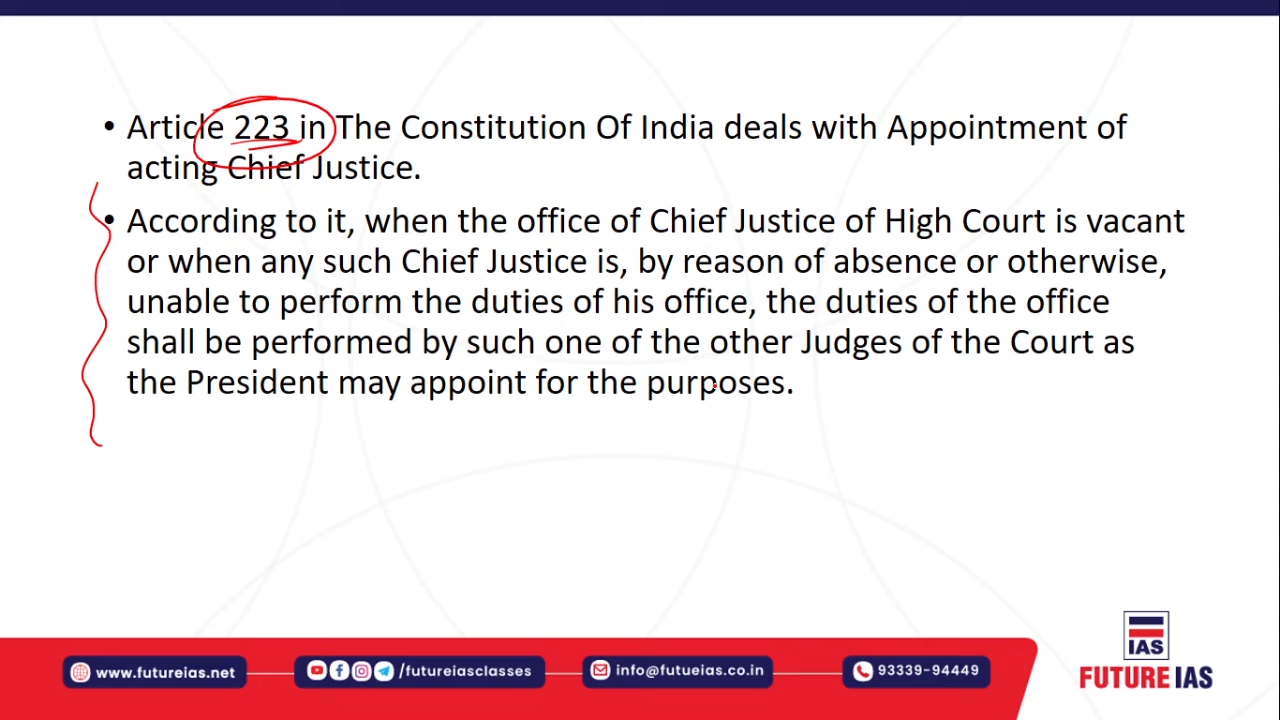 • Article 223 in The Constitution Of India deals with Appointment of
acting Chief Justice.
• According to it, when the office of Chief Justice of High Court is vacant
or when any such Chief Justice is, by reason of absence or otherwise,
unable to perform the duties of his office, the duties of the office
shall be performed by such one of the other Judges of the Court as
the President may appoint for the purposes.
www.futureias.net
/futureiasclasses
info@futueias.co.in
93339-94449
IAS
FUTURE IAS